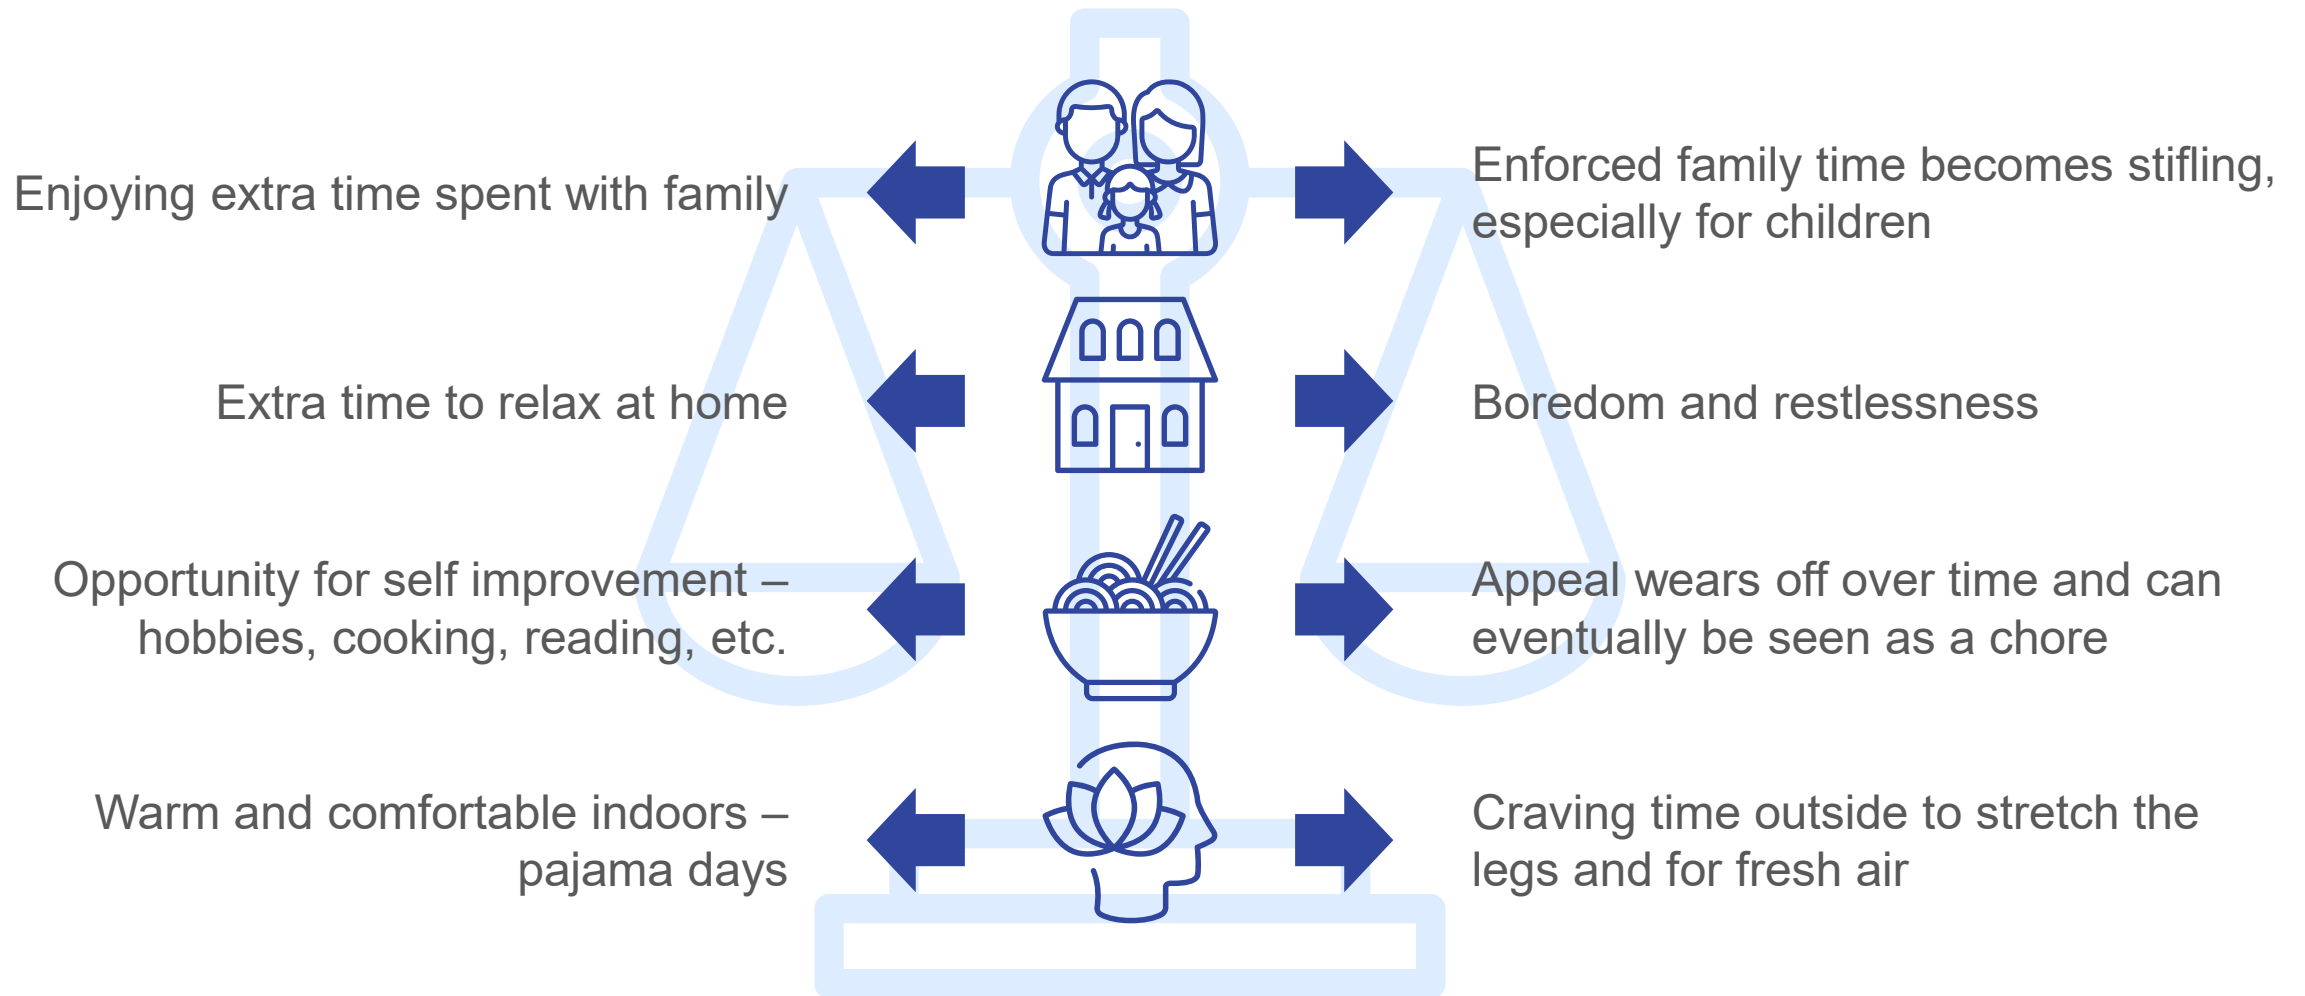 Enjoying extra time spent with family
Enforced family time becomes stifling,
especially for children
Extra time to relax at home
Boredom and restlessness
Opportunity for self improvement –
hobbies, cooking, reading, etc.
Appeal wears off over time and can
eventually be seen as a chore
Warm and comfortable indoors –
pajama days
Craving time outside to stretch the
legs and for fresh air